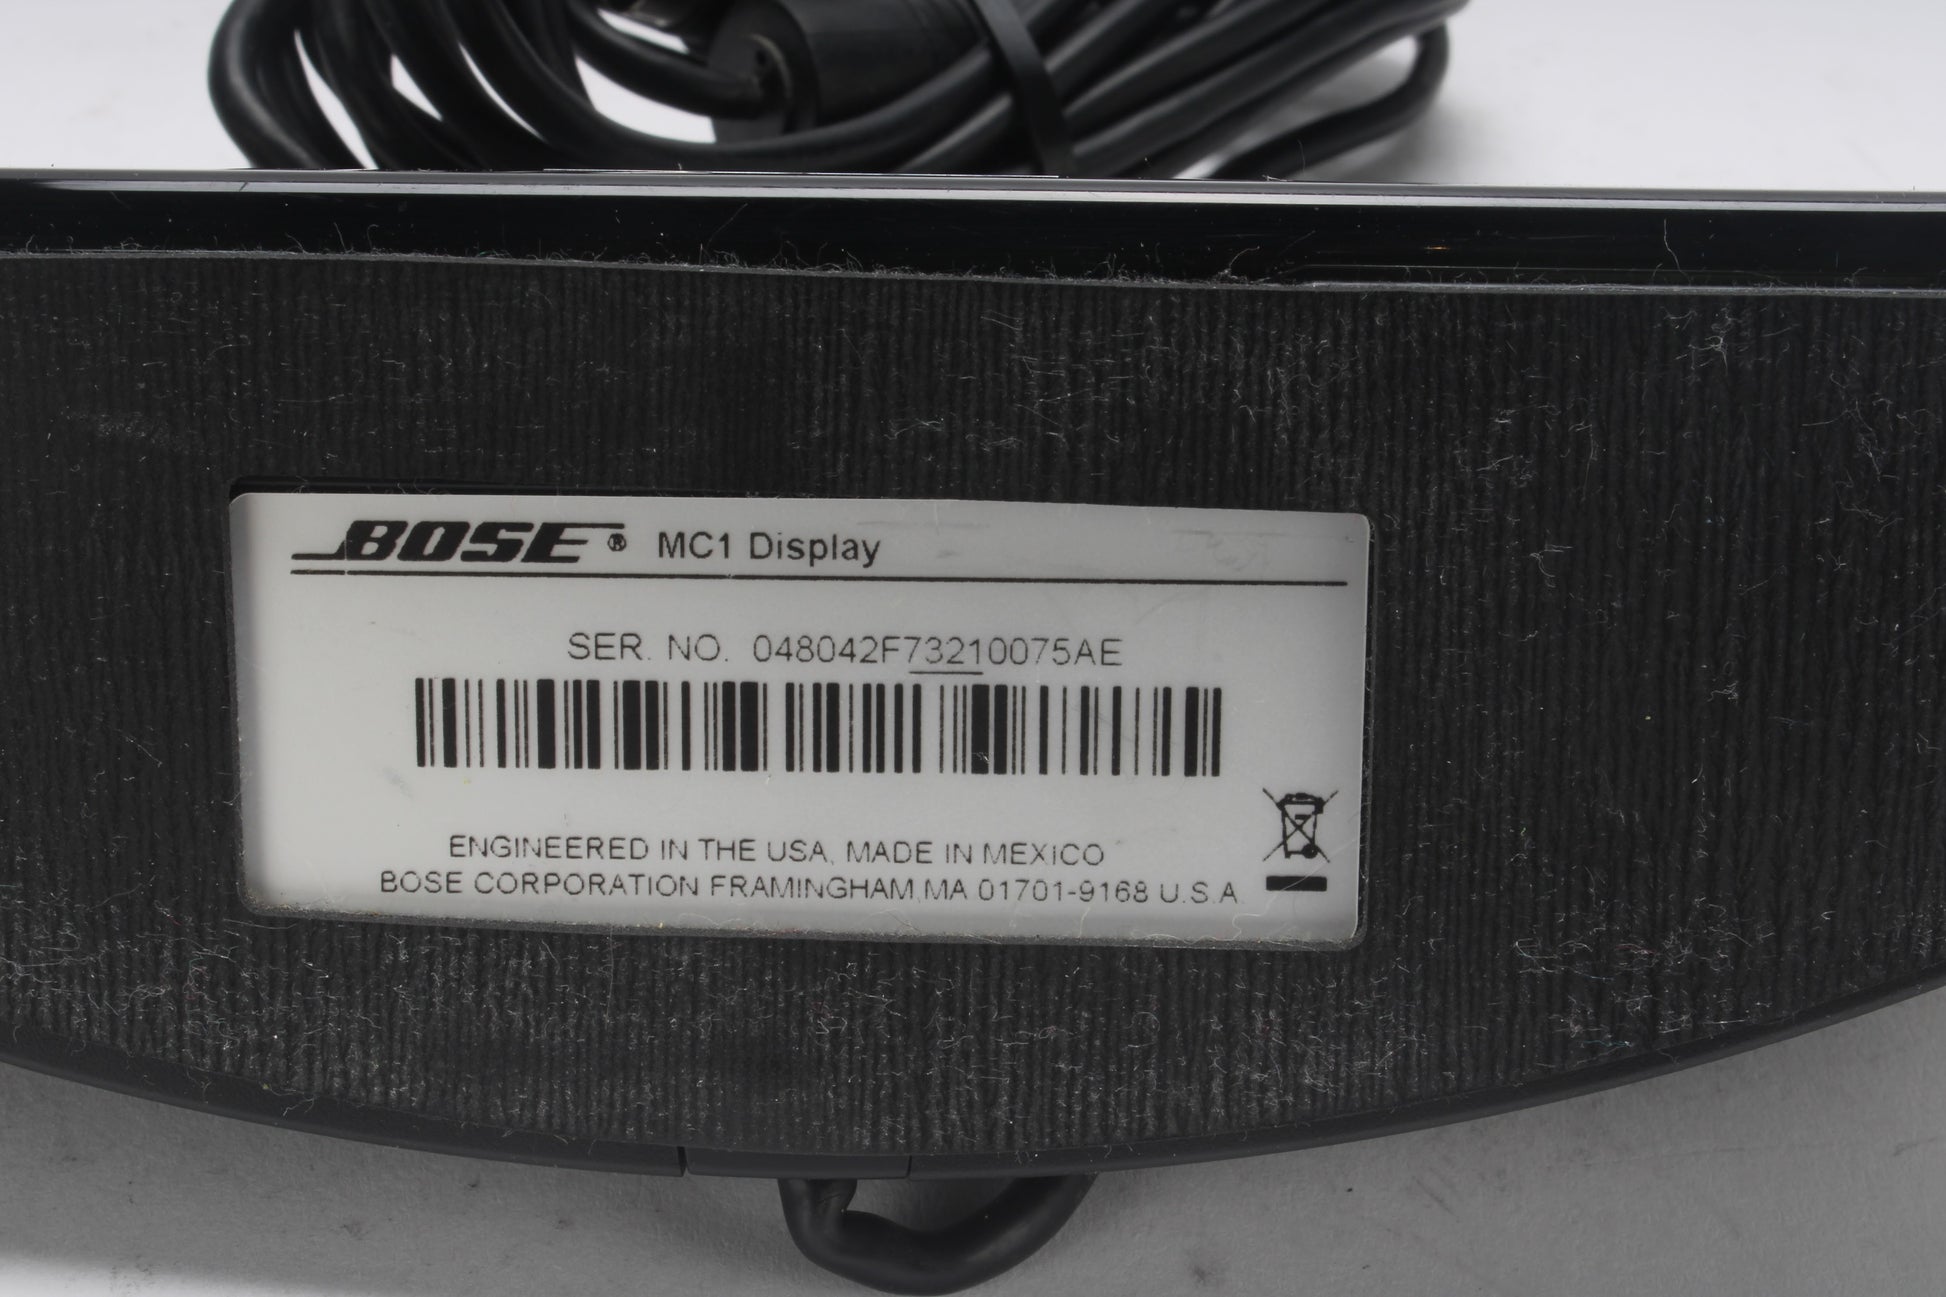 BOSE® MC1 Display
SER. NO. 048042F73210075AE
ENGINEERED IN THE USA, MADE IN MEXICO
BOSE CORPORATION FRAMINGHAM,MA 01701-9168 U.S.A